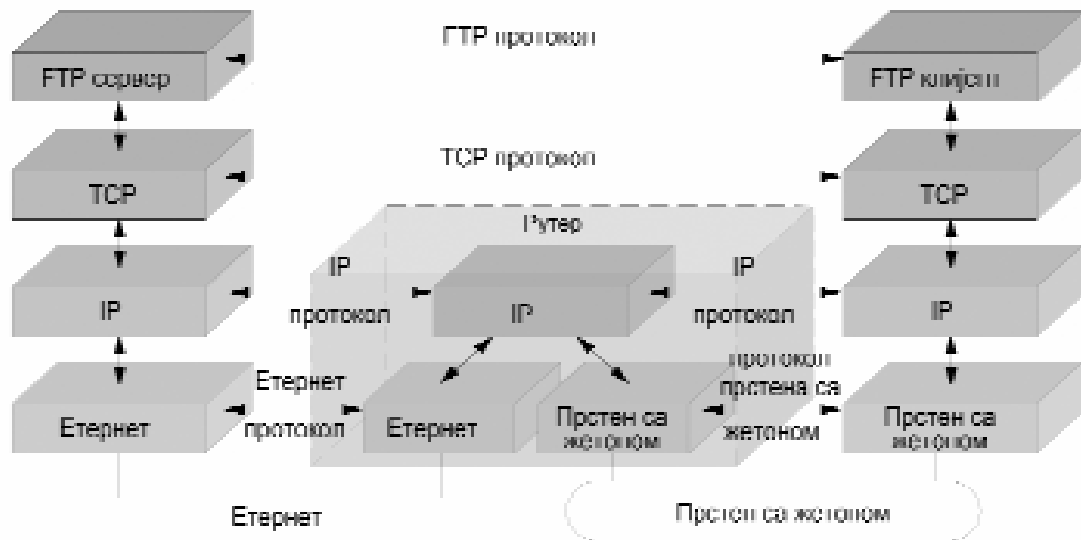 FTP протокол
FTP сервер
FTP клијент
TCP протокол
TCP
TCP
Рутер
IP
IP
IP
протокол
IP
протокол
IP
IP
Етернет
протокол
протокол
прстена са
жетоном
Етернет
Етернет
Прстен са
жетоном
Прстен са
жетоном
Етернет
Прстен са жетоном